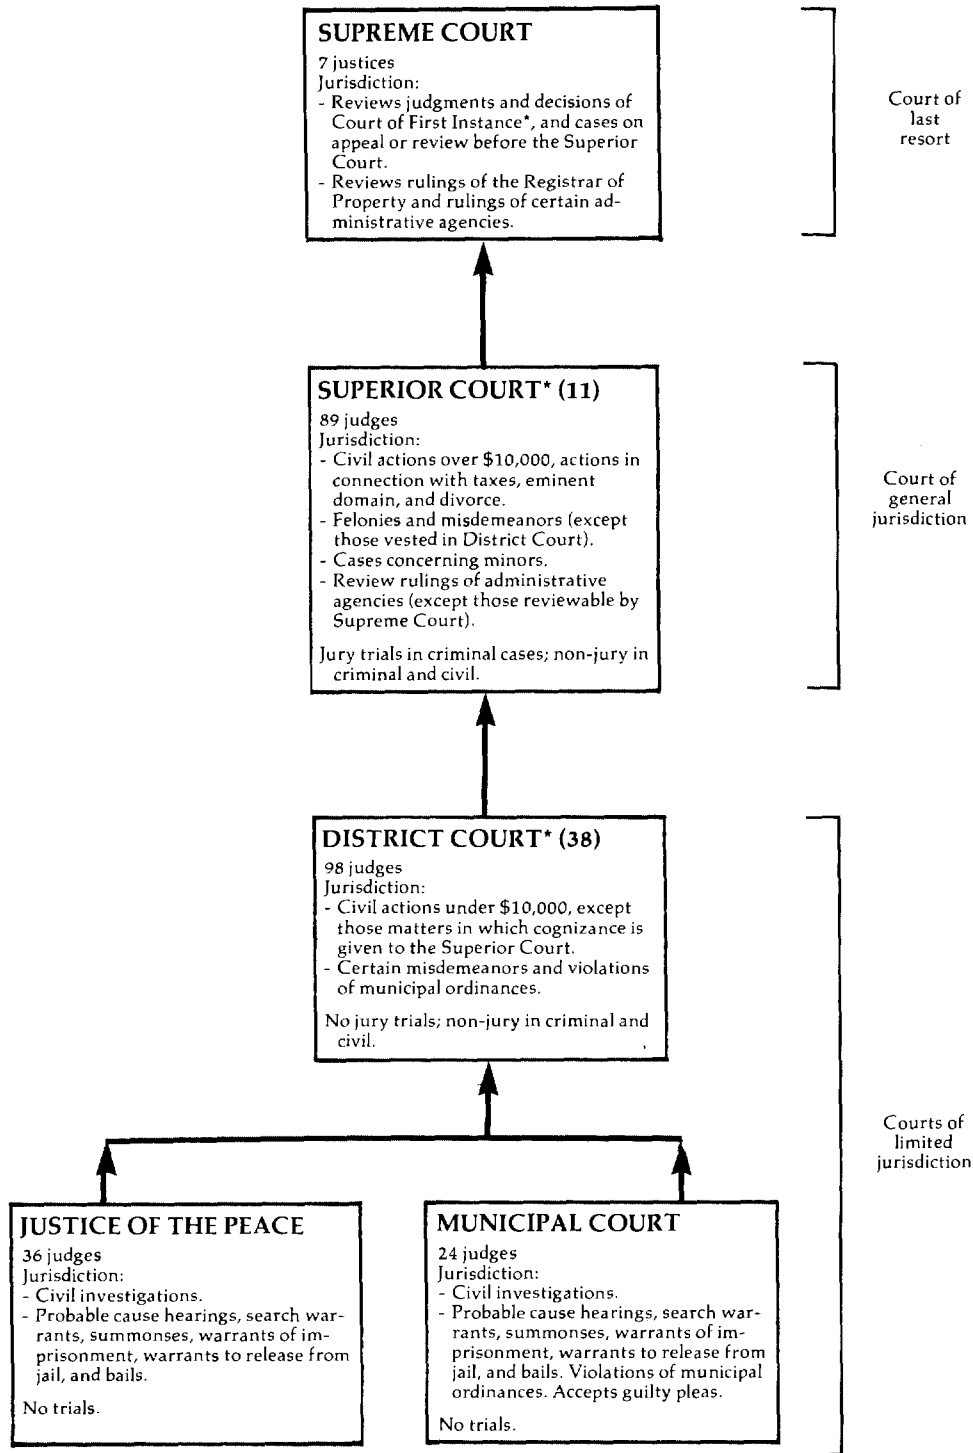 SUPREME COURT
7 justices
Jurisdiction:
- Reviews judgments and decisions of
Court of First Instance*, and cases on
appeal or review before the Superior
Court.
- Reviews rulings of the Registrar of
Property and rulings of certain ad-
ministrative agencies.
Court of
last
resort
SUPERIOR COURT* (11)
89 judges
Jurisdiction:
- Civil actions over $10,000, actions in
connection with taxes, eminent
domain, and divorce.
- Felonies and misdemeanors (except
those vested in District Court).
- Cases concerning minors.
- Review rulings of administrative
agencies (except those reviewable by
Supreme Court).
Jury trials in criminal cases; non-jury in
criminal and civil.
Court of
general
jurisdiction
DISTRICT COURT* (38)
98 judges
Jurisdiction:
- Civil actions under $10,000, except
those matters in which cognizance is
given to the Superior Court.
- Certain misdemeanors and violations
of municipal ordinances.
No jury trials; non-jury in criminal and
civil.
Courts of
limited
jurisdiction
JUSTICE OF THE PEACE
36 judges
Jurisdiction:
- Civil investigations.
- Probable cause hearings, search war-
rants, summonses, warrants of im-
prisonment, warrants to release from
jail, and bails.
No trials.
MUNICIPAL COURT
24 judges
Jurisdiction:
- Civil investigations.
- Probable cause hearings, search war-
rants, summonses, warrants of im-
prisonment, warrants to release from
jail, and bails. Violations of municipal
ordinances. Accepts guilty pleas.
No trials.